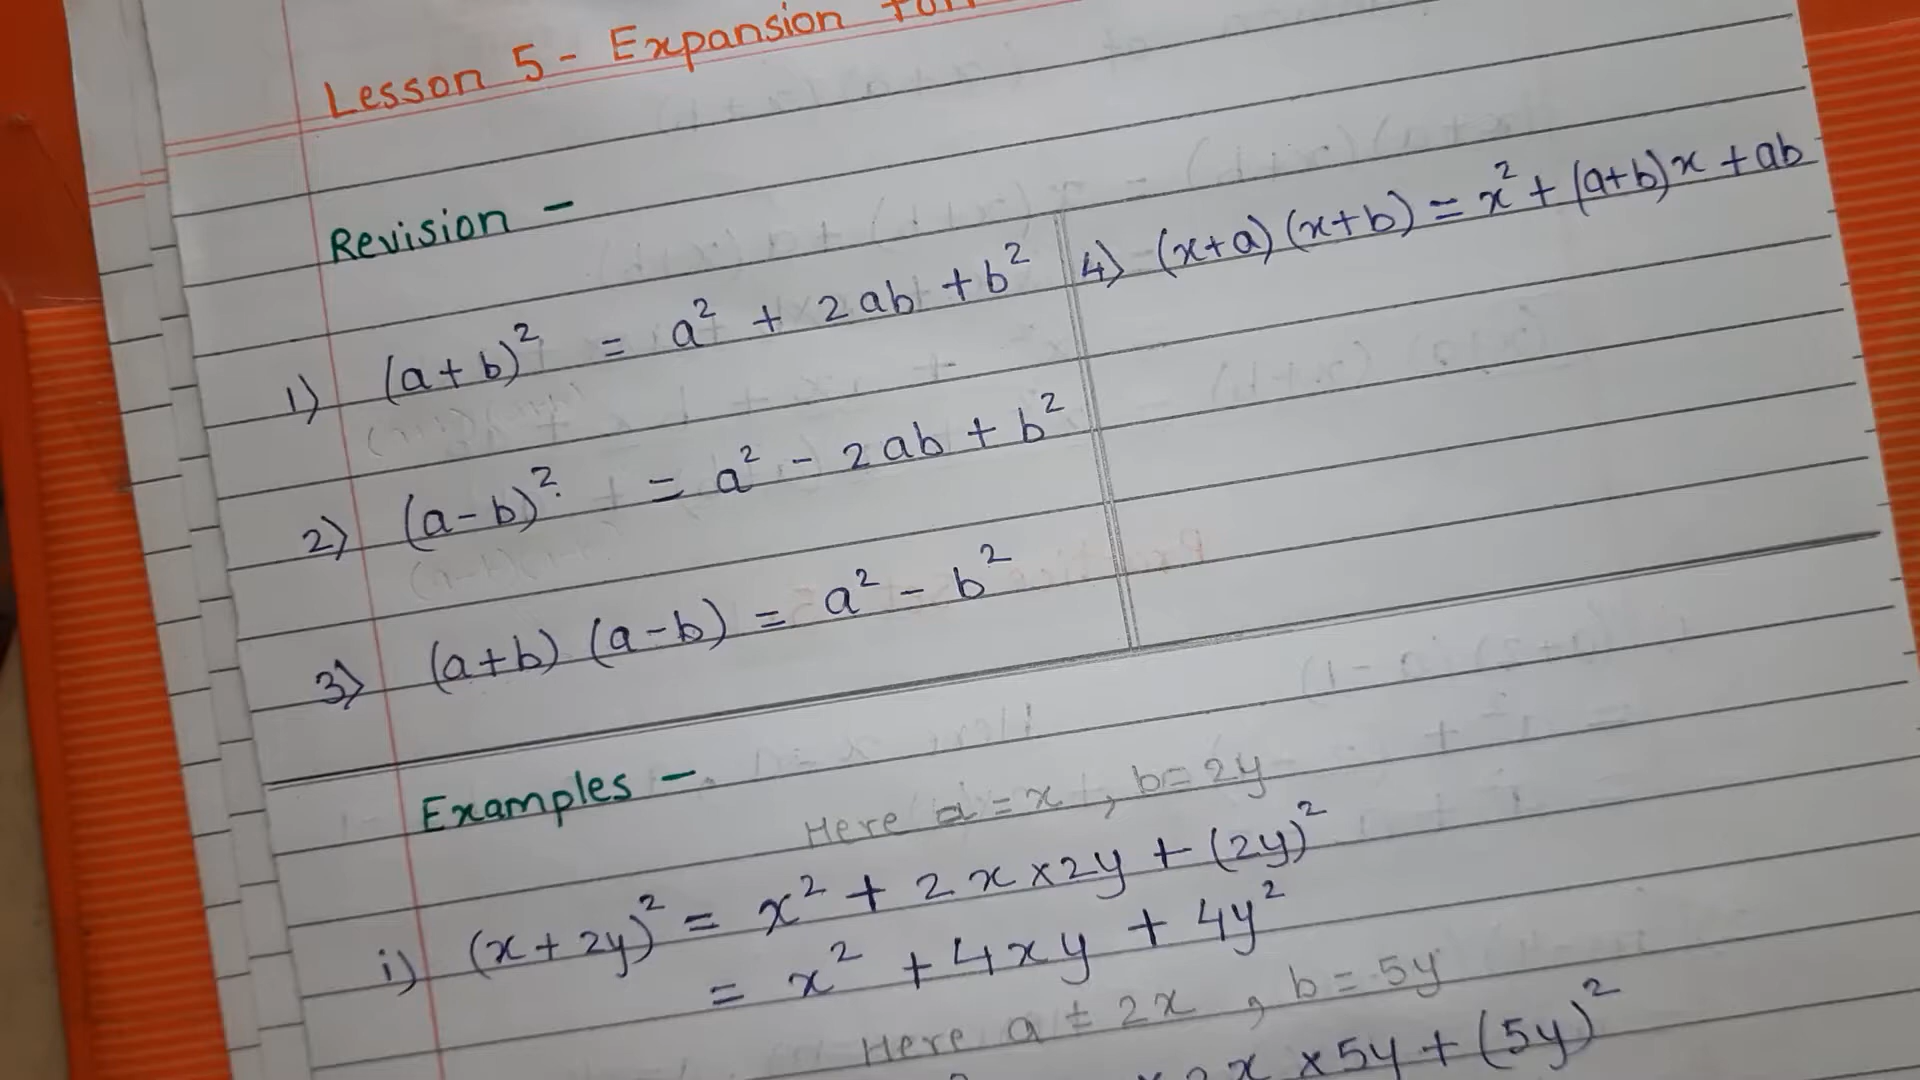 Lesson 5 - Expansion
Revision -
1) (a+b)² = a² + 2ab + b²
2) (a-b)² = a² - 2ab + b²
3) (a+b) (a-b) = a² - b²
4) (x+a) (x+b) = x² + (a+b)x + ab
Examples -
Here a = x, b = 2y
i) (x + 2y)² = x² + 2x × 2y + (2y)²
= x² + 4xy + 4y²
Here a = 2x, b = 5y
x × 5y + (5y)²